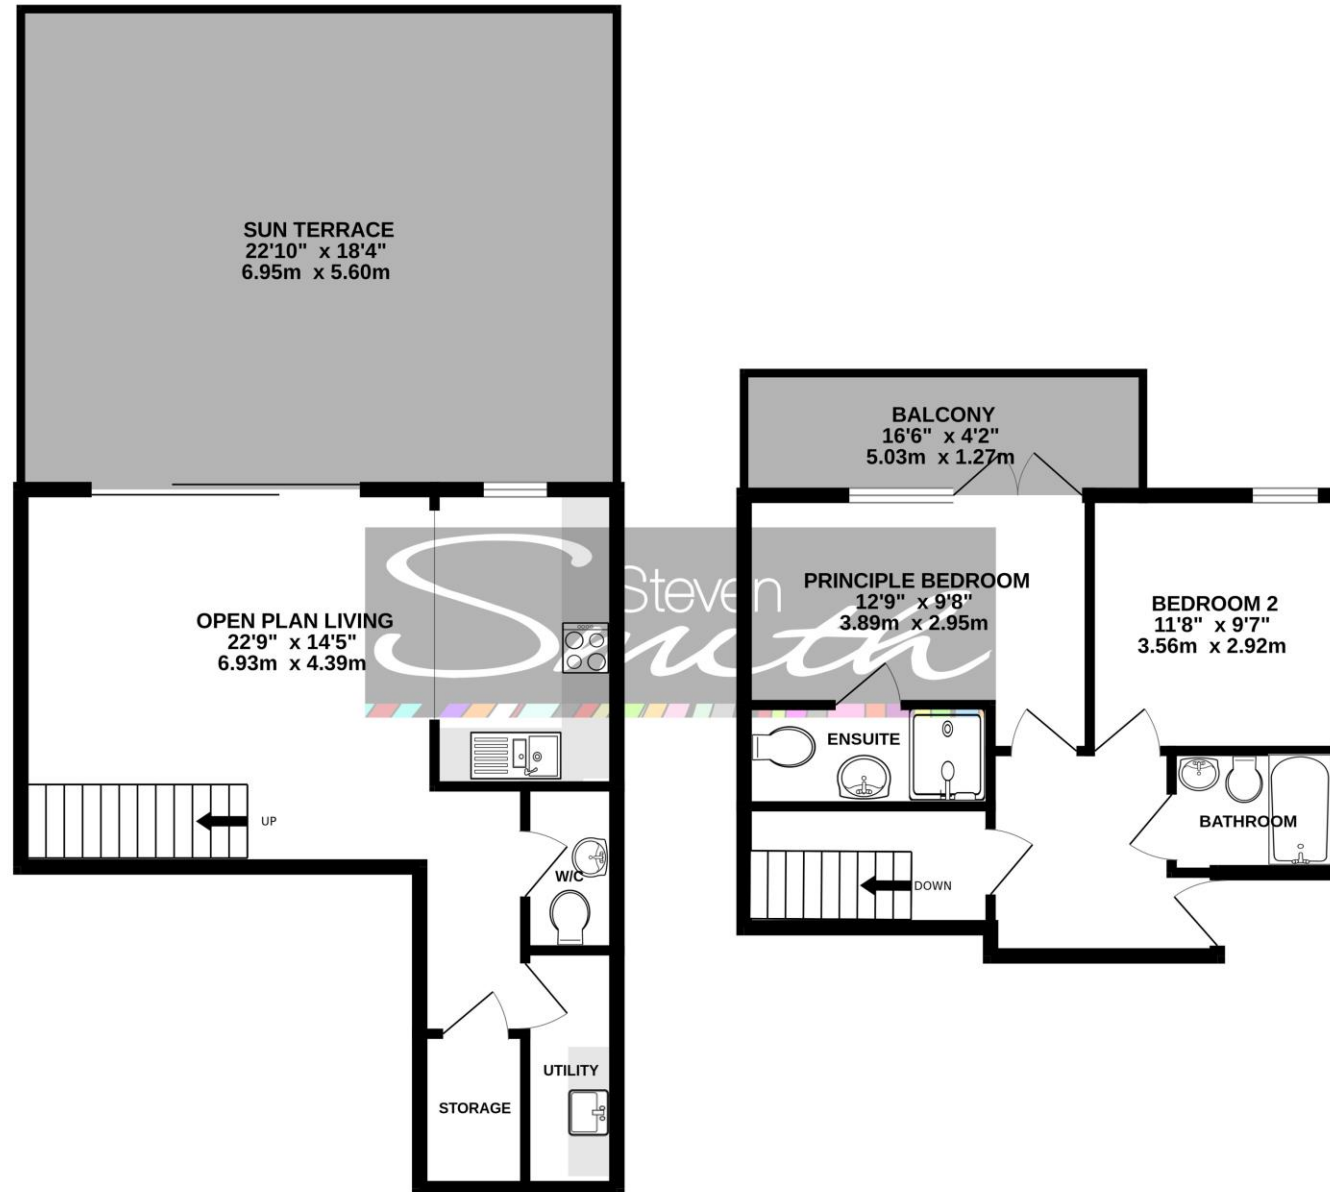 SUN TERRACE
22'10" x 18'4"
6.95m x 5.60m
OPEN PLAN LIVING
22'9" x 14'5"
6.93m x 4.39m
UP
W/C
UTILITY
STORAGE
BALCONY
16'6" x 4'2"
5.03m x 1.27m
Steven
Smith
PRINCIPLE BEDROOM
12'9" x 9'8"
3.89m x 2.95m
BEDROOM 2
11'8" x 9'7"
3.56m x 2.92m
ENSUITE
BATHROOM
DOWN